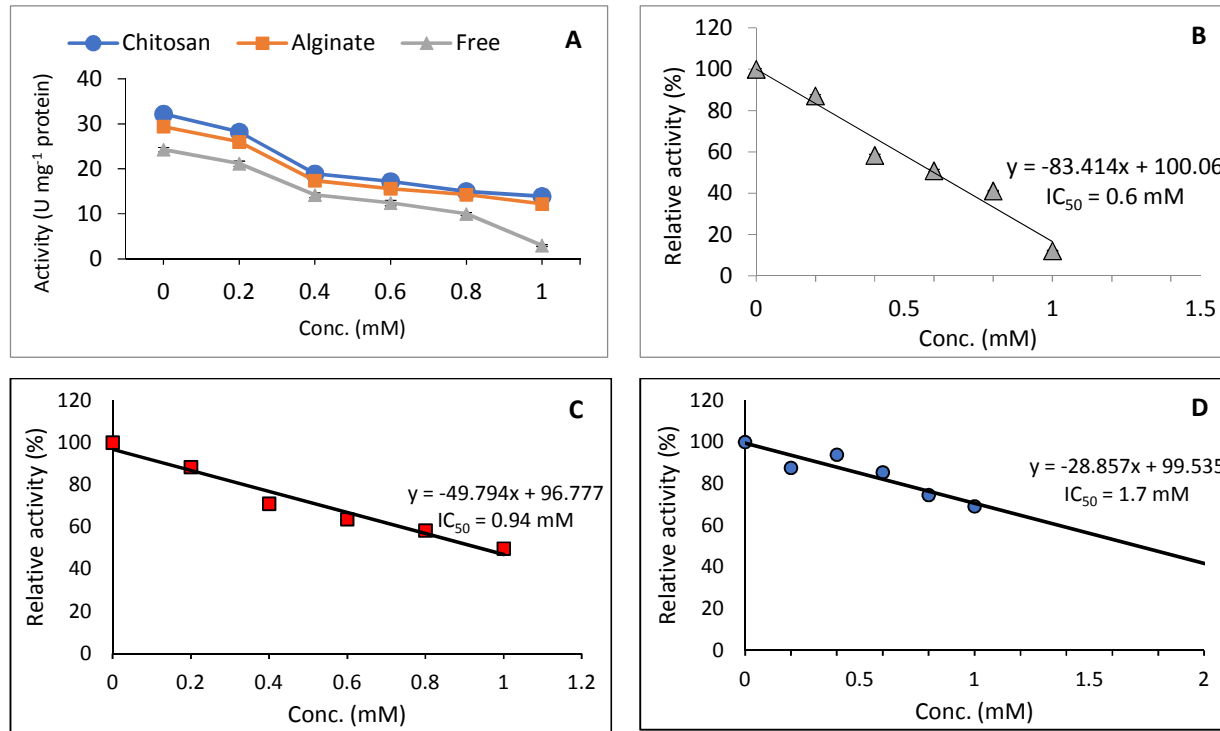 Chitosan Alginate Free A
40
30
20
10
0
Activity (U mg⁻¹ protein)
0 0.2 0.4 0.6 0.8 1
Conc. (mM)
B
120
100
80
60
40
20
0
Relative activity (%)
y = -83.414x + 100.06
IC₅₀ = 0.6 mM
0 0.5 1 1.5
Conc. (mM)
C
120
100
80
60
40
20
0
Relative activity (%)
y = -49.794x + 96.777
IC₅₀ = 0.94 mM
0 0.2 0.4 0.6 0.8 1 1.2
Conc. (mM)
D
120
100
80
60
40
20
0
Relative activity (%)
y = -28.857x + 99.535
IC₅₀ = 1.7 mM
0 0.5 1 1.5 2
Conc. (mM)